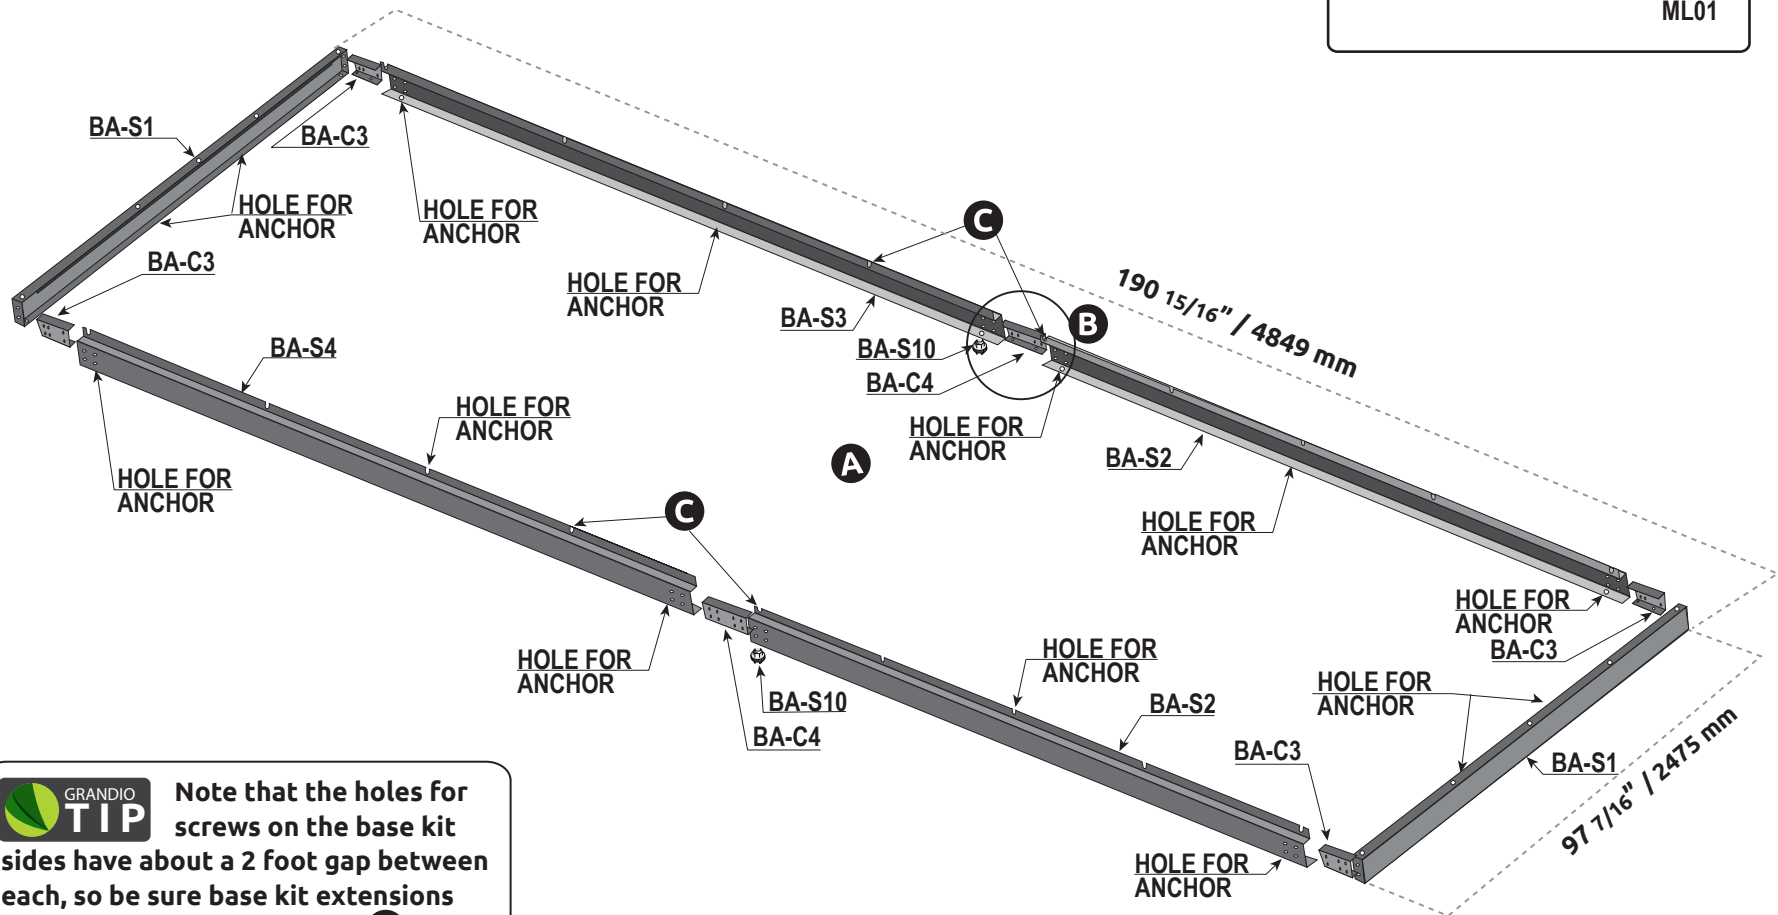 ML01
BA-S1
BA-C3
HOLE FOR
ANCHOR
HOLE FOR
ANCHOR
BA-C3
HOLE FOR
ANCHOR
C
190 15/16" / 4849 mm
BA-S3
B
BA-S10
BA-C4
BA-S4
HOLE FOR
ANCHOR
HOLE FOR
ANCHOR
BA-S2
A
HOLE FOR
ANCHOR
C
HOLE FOR
ANCHOR
HOLE FOR
ANCHOR
BA-C3
HOLE FOR
ANCHOR
HOLE FOR
ANCHOR
HOLE FOR
ANCHOR
BA-S10
BA-S2
BA-C4
BA-C3
BA-S1
97 7/16" / 2475 mm
HOLE FOR
ANCHOR
GRANDIO
TIP
Note that the holes for
screws on the base kit
sides have about a 2 foot gap between
each, so be sure base kit extensions